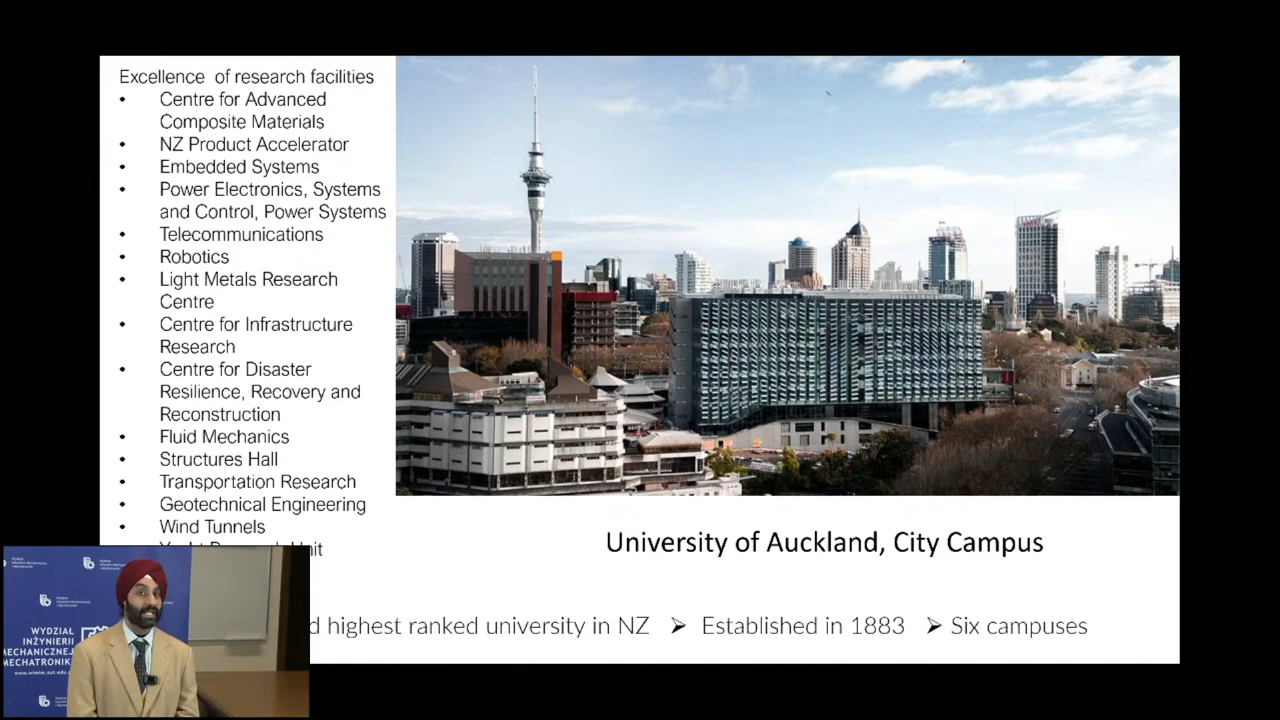 Excellence of research facilities
• Centre for Advanced
Composite Materials
• NZ Product Accelerator
• Embedded Systems
• Power Electronics, Systems
and Control, Power Systems
• Telecommunications
• Robotics
• Light Metals Research
Centre
• Centre for Infrastructure
Research
• Centre for Disaster
Resilience, Recovery and
Reconstruction
• Fluid Mechanics
• Structures Hall
• Transportation Research
• Geotechnical Engineering
• Wind Tunnels
University of Auckland, City Campus
highest ranked university in NZ ➢ Established in 1883 ➢ Six campuses
WYDZIAŁ
INŻYNIERII
MECHANICZNEJ
MECHATRONIK